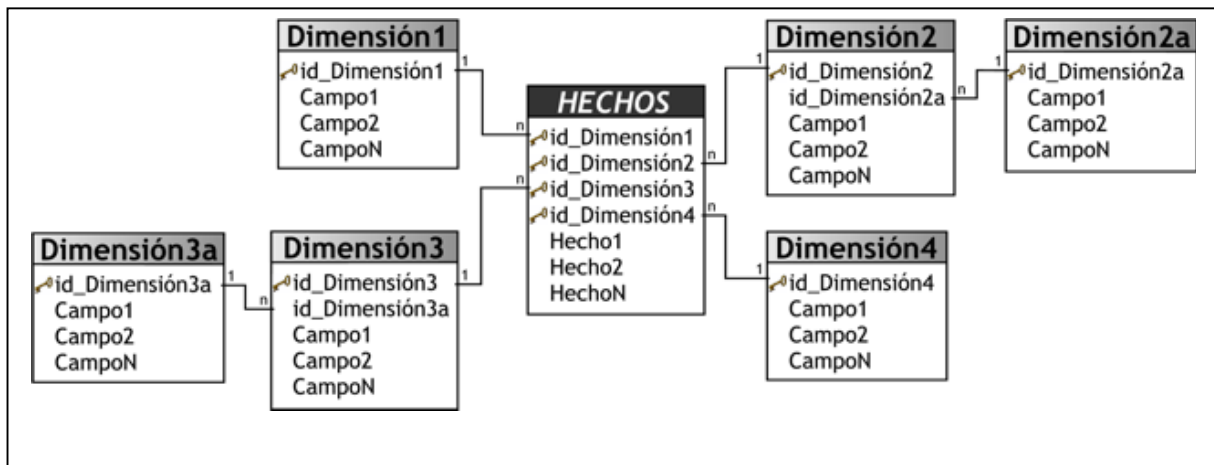 Dimensión1
1
id_Dimensión1
Campo1
Campo2
CampoN
HECHOS
n
id_Dimensión1
id_Dimensión2
n
n
id_Dimensión3
id_Dimensión4
n
Hecho1
Hecho2
HechoN
Dimensión2
1
id_Dimensión2
id_Dimensión2a
n
Campo1
Campo2
CampoN
Dimensión2a
1
id_Dimensión2a
Campo1
Campo2
CampoN
Dimensión3a
id_Dimensión3a
1
Campo1
Campo2
CampoN
Dimensión3
id_Dimensión3
1
n
id_Dimensión3a
Campo1
Campo2
CampoN
Dimensión4
1
id_Dimensión4
Campo1
Campo2
CampoN